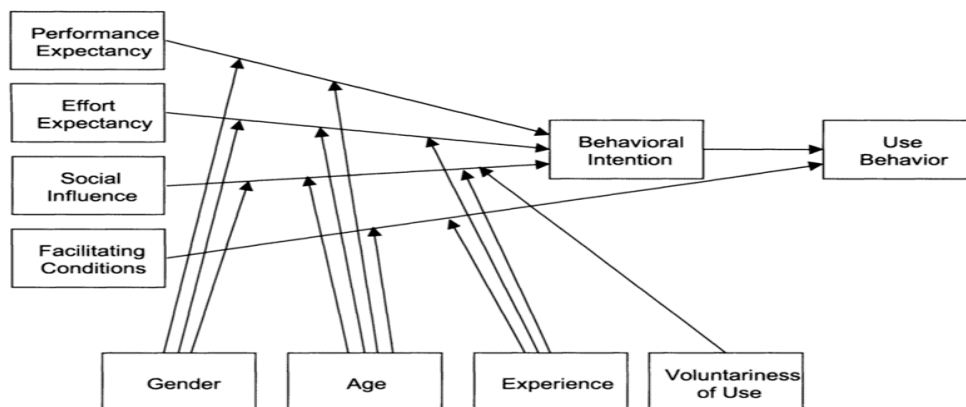 Performance
Expectancy
Effort
Expectancy
Social
Influence
Facilitating
Conditions
Behavioral
Intention
Use
Behavior
Gender
Age
Experience
Voluntariness
of Use